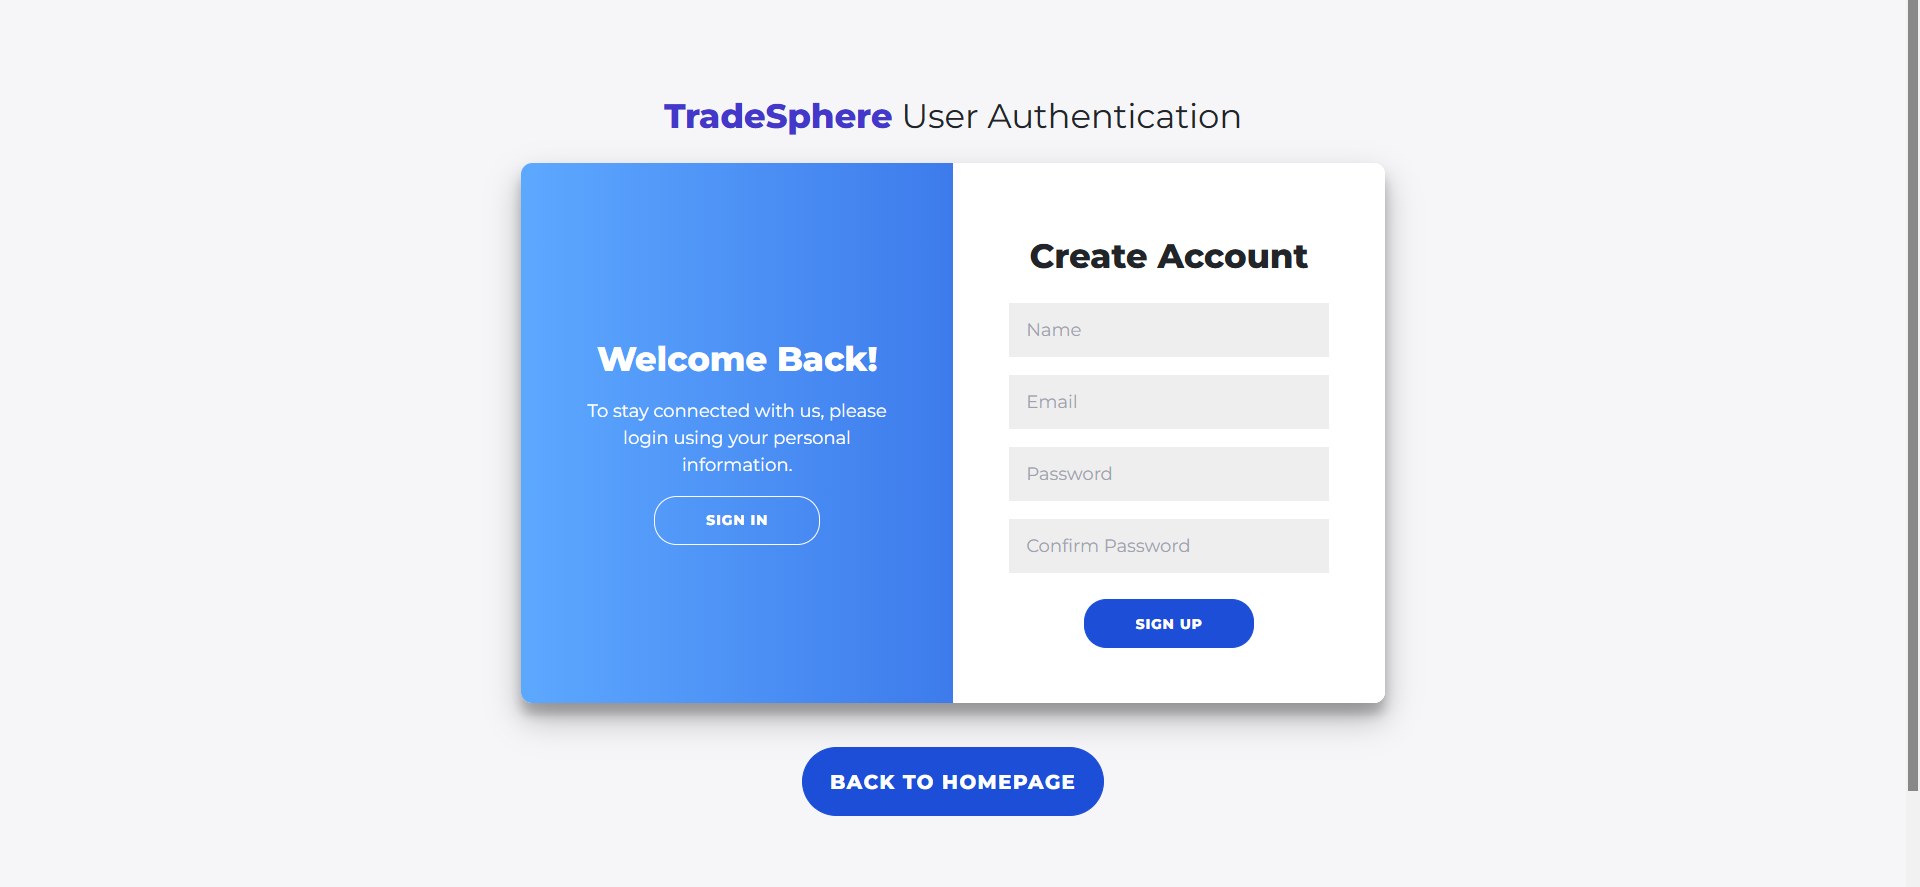 TradeSphere User Authentication
Welcome Back!
To stay connected with us, please
login using your personal
information.
SIGN IN
Create Account
Name
Email
Password
Confirm Password
SIGN UP
BACK TO HOMEPAGE